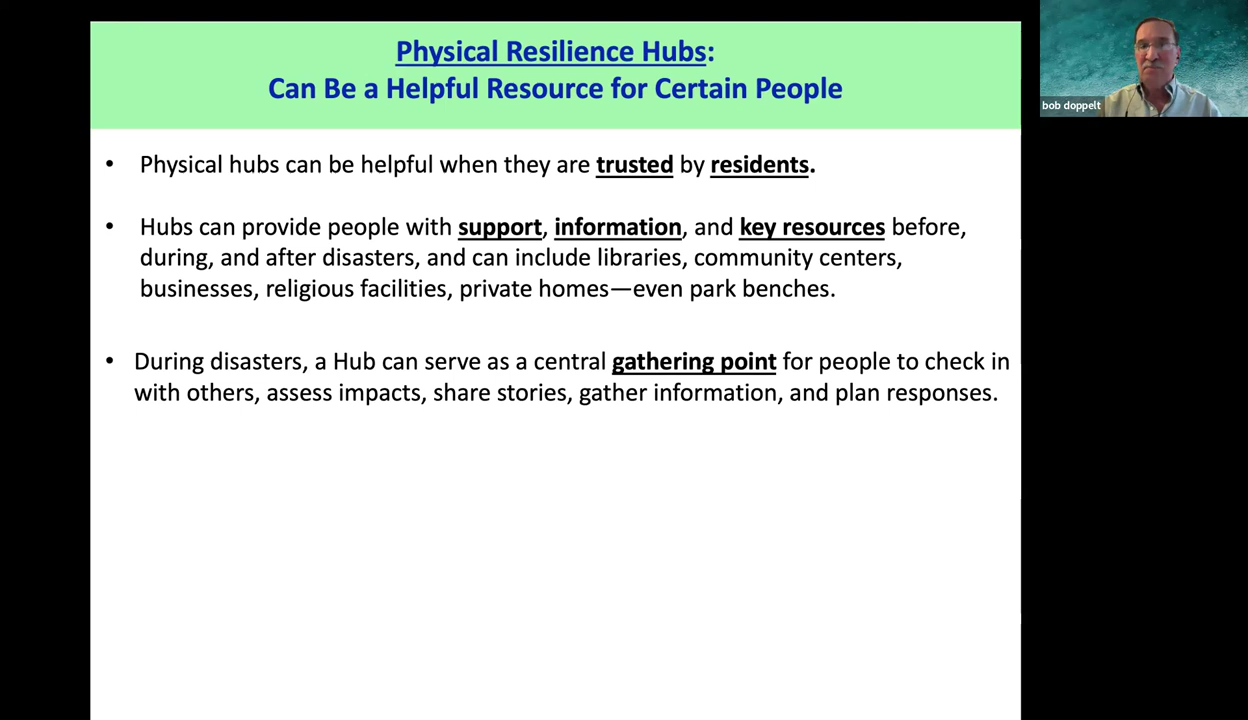 Physical Resilience Hubs:
Can Be a Helpful Resource for Certain People
bob doppelt
• Physical hubs can be helpful when they are trusted by residents.
• Hubs can provide people with support, information, and key resources before,
during, and after disasters, and can include libraries, community centers,
businesses, religious facilities, private homes—even park benches.
• During disasters, a Hub can serve as a central gathering point for people to check in
with others, assess impacts, share stories, gather information, and plan responses.